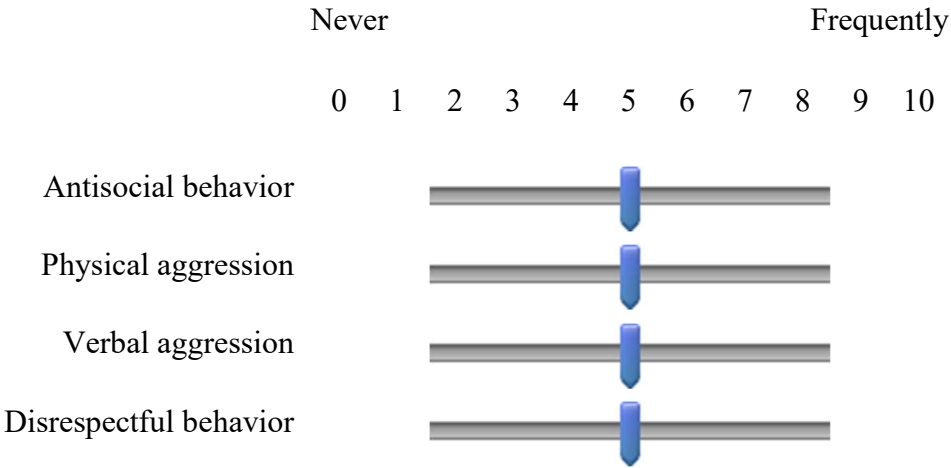 Never Frequently
0 1 2 3 4 5 6 7 8 9 10
Antisocial behavior
Physical aggression
Verbal aggression
Disrespectful behavior